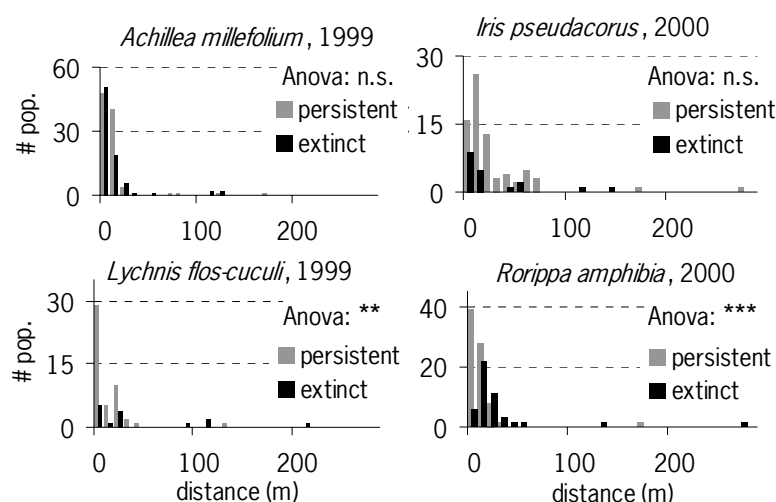 Achillea millefolium, 1999
# pop.
60
30
0
Anova: n.s.
persistent
extinct
0 100 200
Iris pseudacorus, 2000
30
15
0
Anova: n.s.
persistent
extinct
0 100 200
Lychnis flos-cuculi, 1999
# pop.
30
15
0
Anova: **
persistent
extinct
0 100 200
distance (m)
Rorippa amphibia, 2000
40
20
0
Anova: ***
persistent
extinct
0 100 200
distance (m)